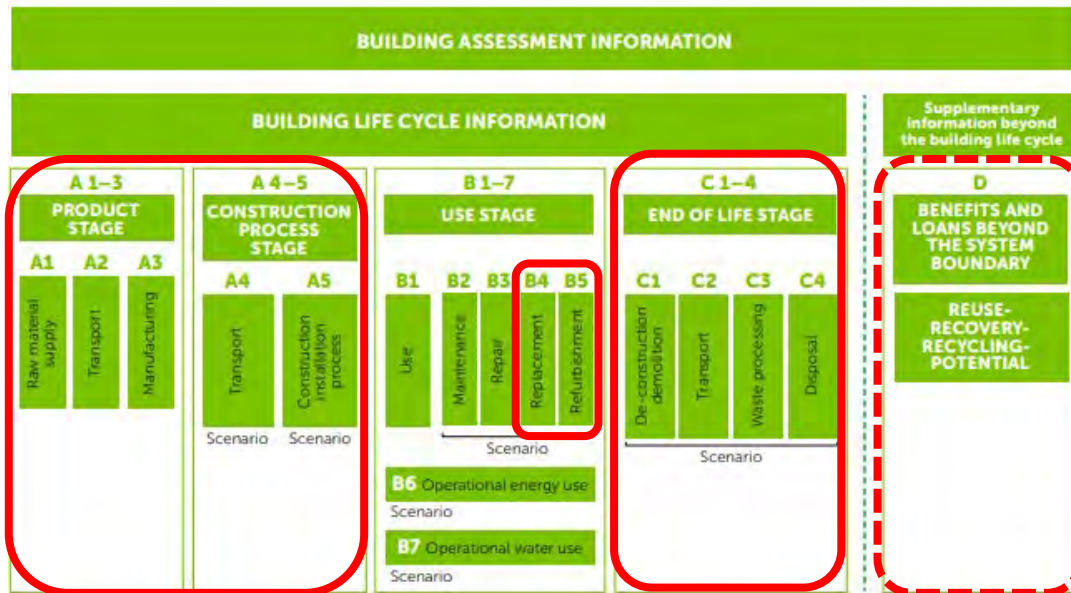 BUILDING ASSESSMENT INFORMATION
BUILDING LIFE CYCLE INFORMATION
Supplementary
information beyond
the building life cycle
A 1–3
PRODUCT
STAGE
A1 A2 A3
Raw material
supply
Transport
Manufacturing
A 4–5
CONSTRUCTION
PROCESS
STAGE
A4 A5
Transport
Construction
installation
process
Scenario Scenario
B 1–7
USE STAGE
B1 B2 B3 B4 B5
Use
Maintenance
Repair
Replacement
Refurbishment
Scenario
B6 Operational energy use
Scenario
B7 Operational water use
Scenario
C 1–4
END OF LIFE STAGE
C1 C2 C3 C4
De-construction
demolition
Transport
Waste processing
Disposal
Scenario
D
BENEFITS AND
LOANS BEYOND
THE SYSTEM
BOUNDARY
REUSE-
RECOVERY-
RECYCLING-
POTENTIAL